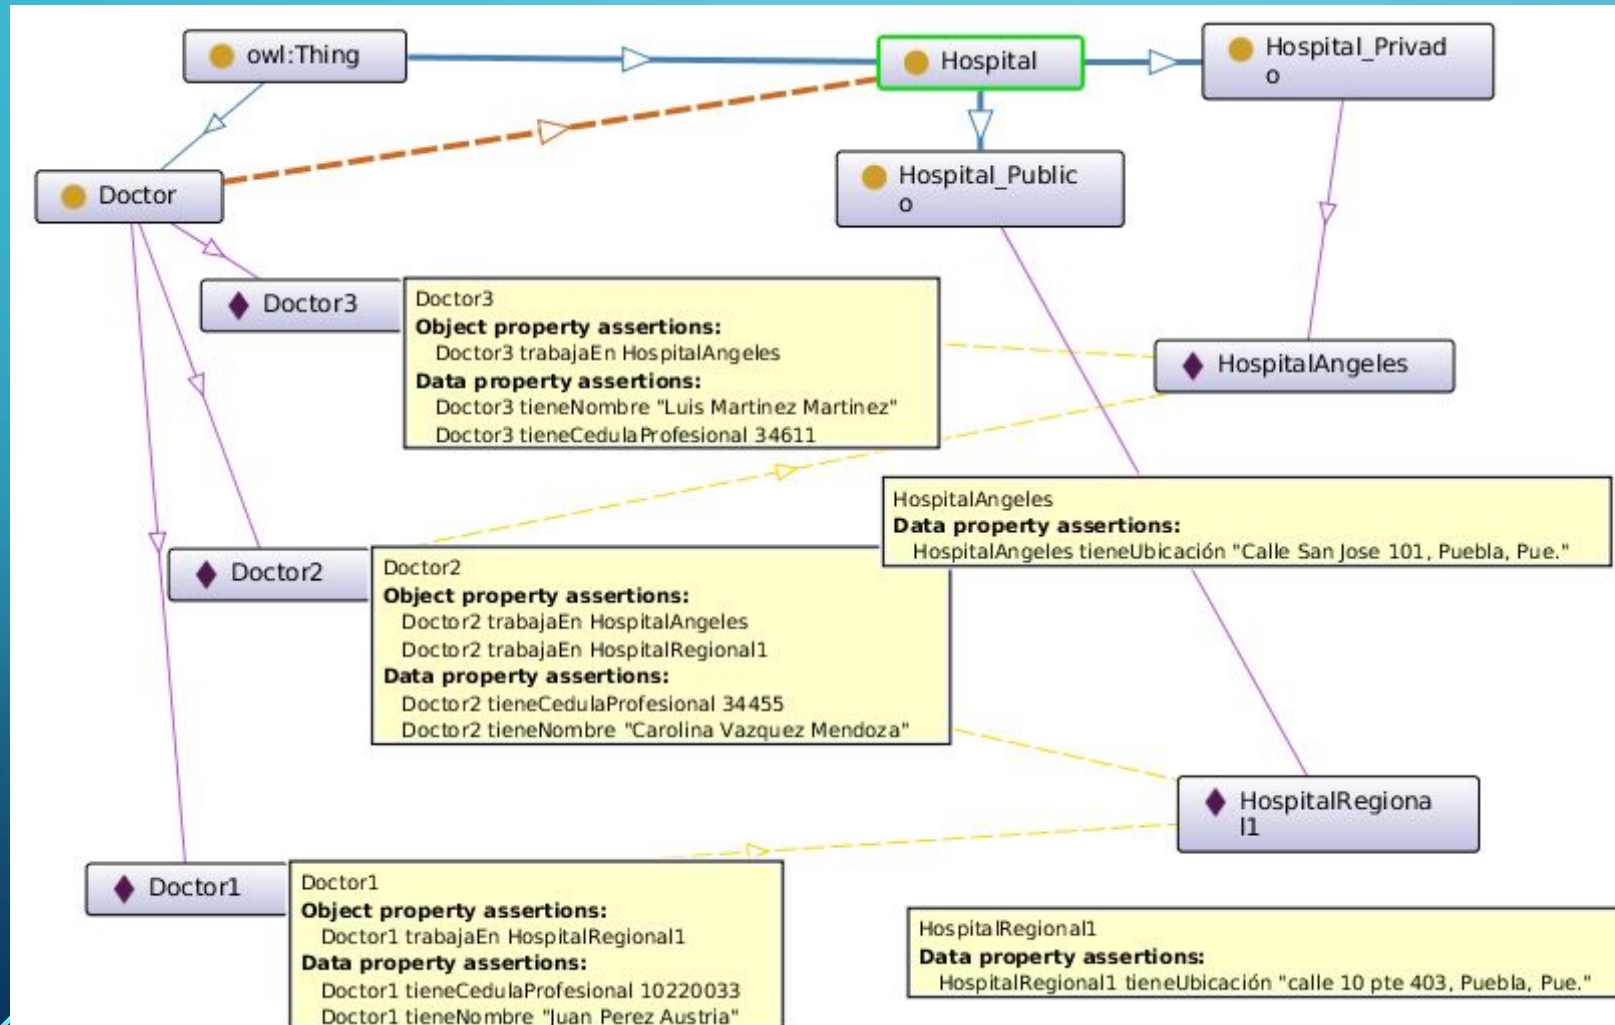 owl:Thing
Hospital
Hospital_Privad
o
Doctor
Hospital_Public
o
Doctor3
Doctor3
Object property assertions:
Doctor3 trabajaEn HospitalAngeles
Data property assertions:
Doctor3 tieneNombre "Luis Martinez Martinez"
Doctor3 tieneCedulaProfesional 34611
HospitalAngeles
HospitalAngeles
Data property assertions:
HospitalAngeles tieneUbicación "Calle San Jose 101, Puebla, Pue."
Doctor2
Doctor2
Object property assertions:
Doctor2 trabajaEn HospitalAngeles
Doctor2 trabajaEn HospitalRegional1
Data property assertions:
Doctor2 tieneCedulaProfesional 34455
Doctor2 tieneNombre "Carolina Vazquez Mendoza"
HospitalRegiona
l1
Doctor1
Doctor1
Object property assertions:
Doctor1 trabajaEn HospitalRegional1
Data property assertions:
Doctor1 tieneCedulaProfesional 10220033
Doctor1 tieneNombre "Juan Perez Austria"
HospitalRegional1
Data property assertions:
HospitalRegional1 tieneUbicación "calle 10 pte 403, Puebla, Pue."